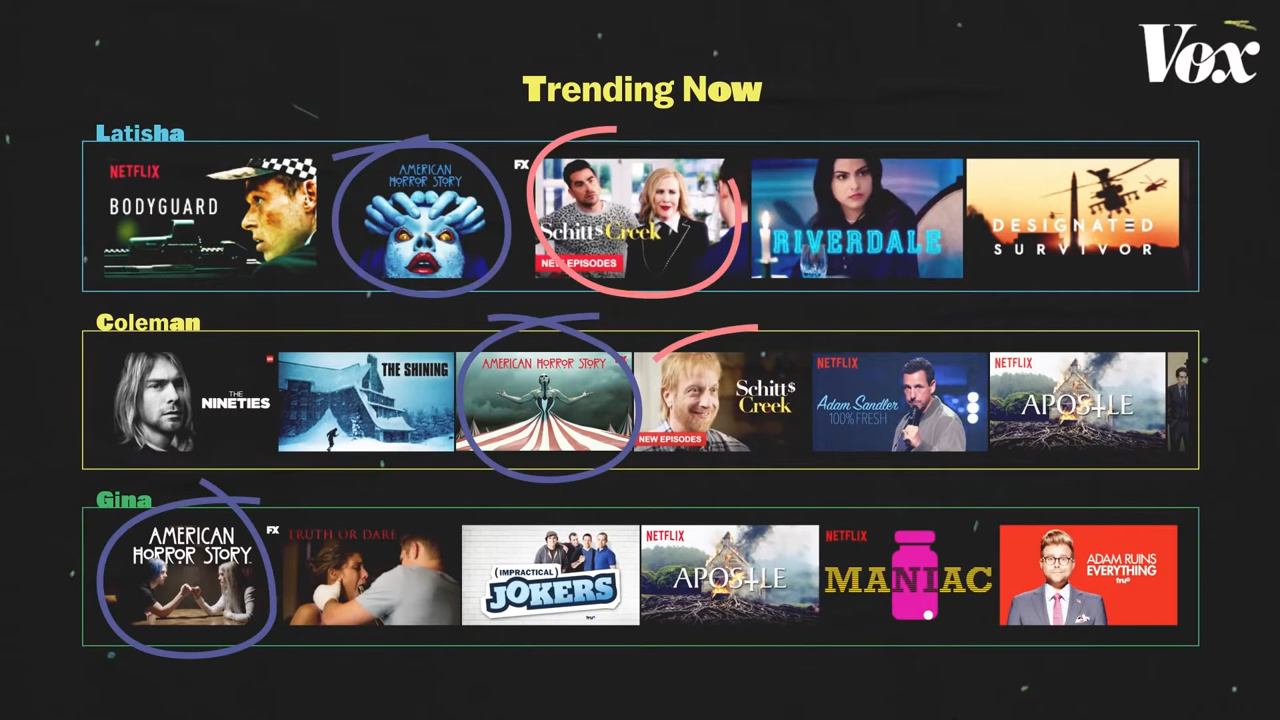 Vox
Trending Now
Latisha
NETFLIX
BODYGUARD
AMERICAN
HORROR STORY
FX
Schitt$ Creek
NEW EPISODES
RIVERDALE
DESIGNATED
SURVIVOR
Coleman
THE
NINETIES
THE SHINING
AMERICAN HORROR STORY
Schitt$
Creek
NEW EPISODES
NETFLIX
Adam Sandler
100% FRESH
NETFLIX
APOSTLE
Gina
AMERICAN
HORROR STORY
FX
TRUTH OR DARE
IMPRACTICAL
JOKERS
truTV
NETFLIX
APOSTLE
NETFLIX
MANIAC
ADAM RUINS
EVERYTHING
truTV